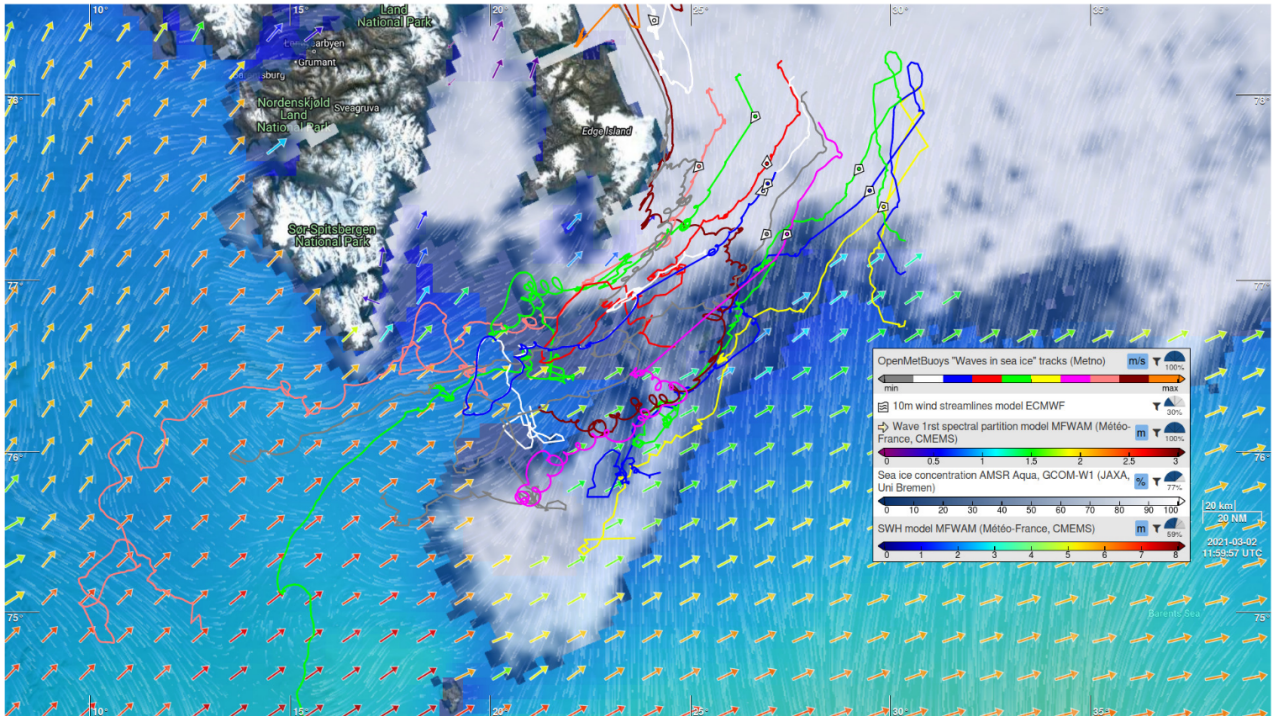 10°
15°
20°
25°
30°
35°
Land
National Park
Grumant
Sveagruva
Nordenskjöld
Land
National Park
Edge Island
78°
78°
Sør-Spitsbergen
National Park
77°
77°
OpenMetBuoys "Waves in sea ice" tracks (Metno)
m/s
100%
min
max
10m wind streamlines model ECMWF
30%
Wave 1rst spectral partition model MFWAM (Météo-
France, CMEMS)
m
100%
0 0.5 1 1.5 2 2.5 3
Sea ice concentration AMSR Aqua, GCOM-W1 (JAXA,
Uni Bremen)
%
77%
0 10 20 30 40 50 60 70 80 90 100
SWH model MFWAM (Météo-France, CMEMS)
m
59%
0 1 2 3 4 5 6 7 8
76°
76°
20 km
20 NM
2021-03-02
11:59:57 UTC
75°
Barents Sea
75°
10°
15°
20°
25°
30°
35°